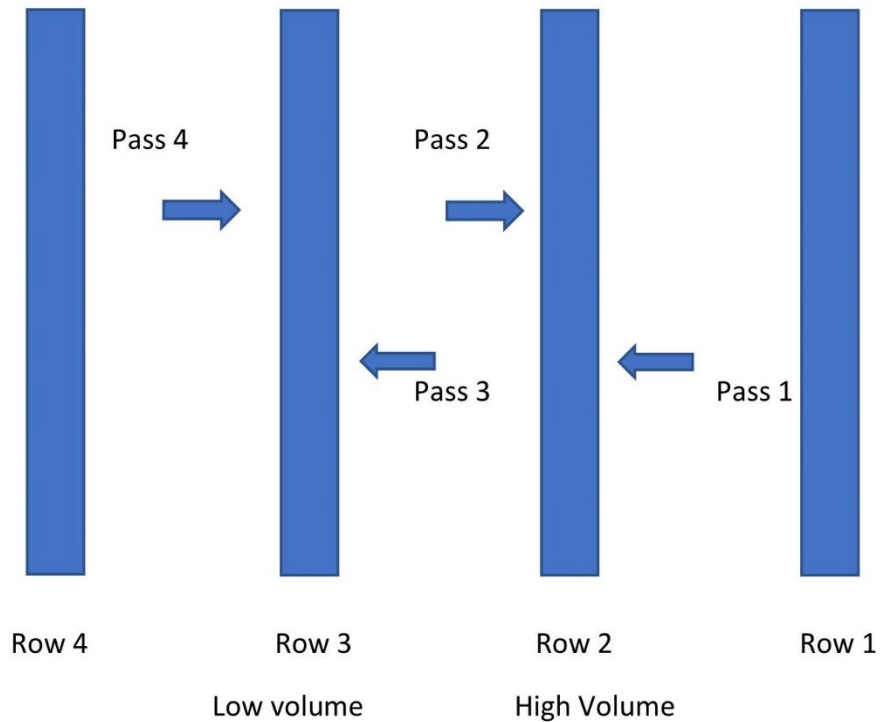 Pass 4
Pass 2
Pass 3
Pass 1
Row 4
Row 3
Row 2
Row 1
Low volume
High Volume